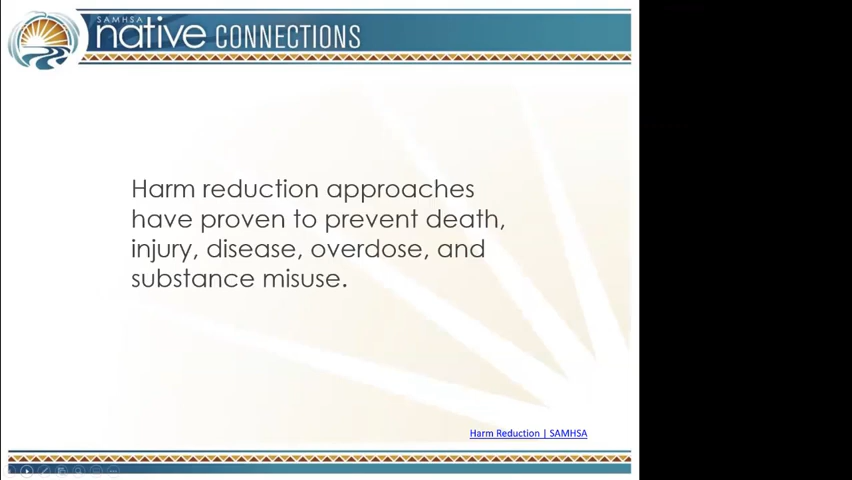 SAMHSA
native CONNECTIONS
Harm reduction approaches
have proven to prevent death,
injury, disease, overdose, and
substance misuse.
Harm Reduction | SAMHSA